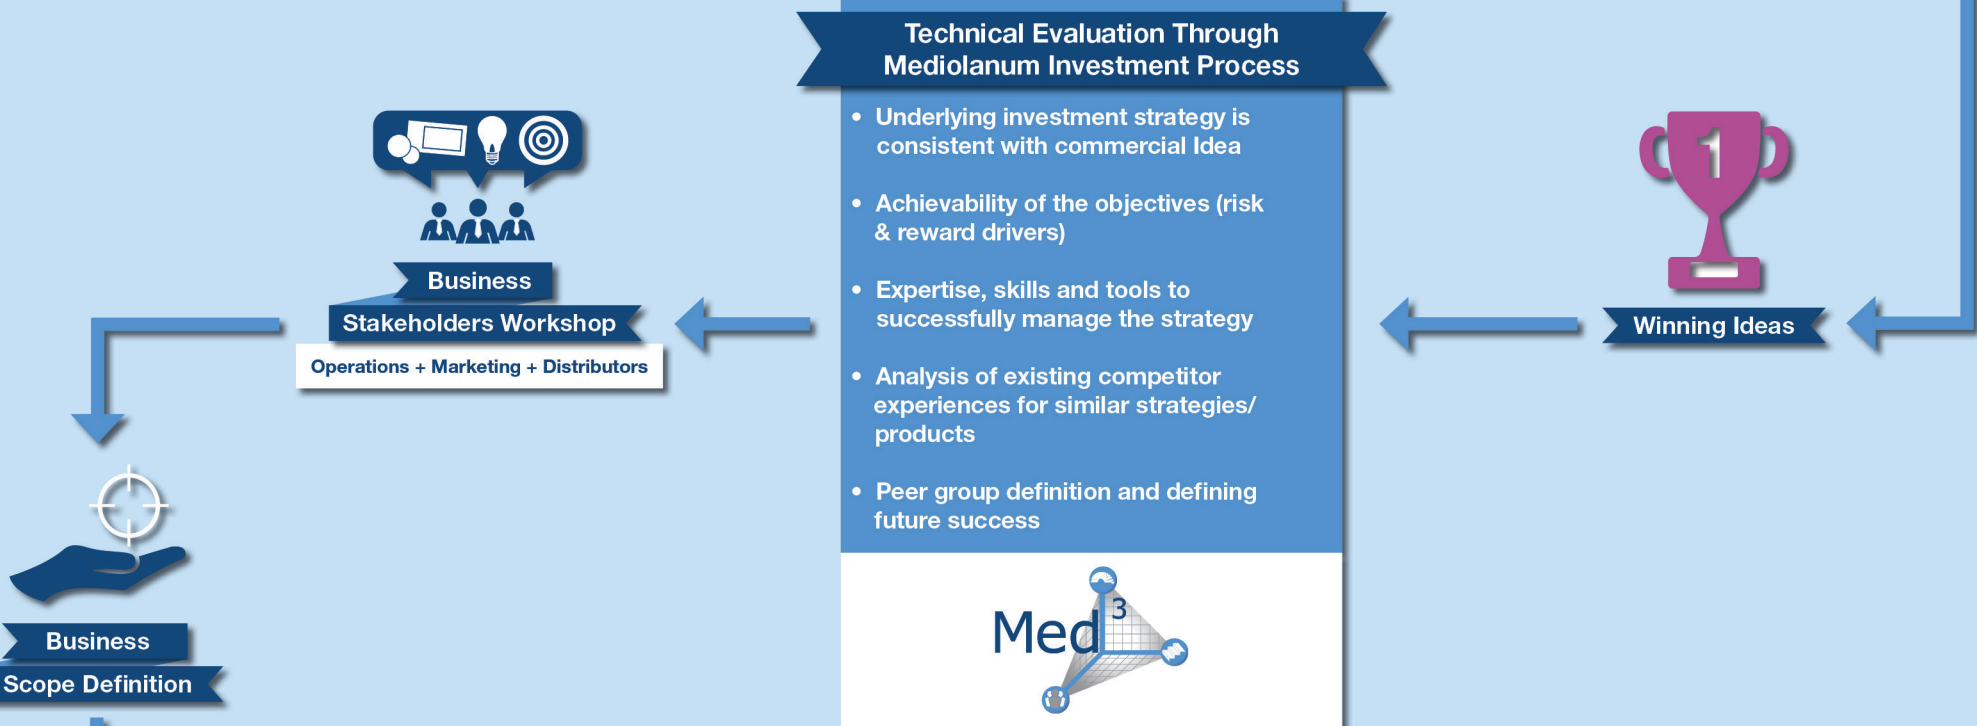 Technical Evaluation Through
Mediolanum Investment Process
• Underlying investment strategy is
consistent with commercial Idea
• Achievability of the objectives (risk
& reward drivers)
• Expertise, skills and tools to
successfully manage the strategy
• Analysis of existing competitor
experiences for similar strategies/
products
• Peer group definition and defining
future success
Med3
1
Winning Ideas
Business
Stakeholders Workshop
Operations + Marketing + Distributors
Business
Scope Definition